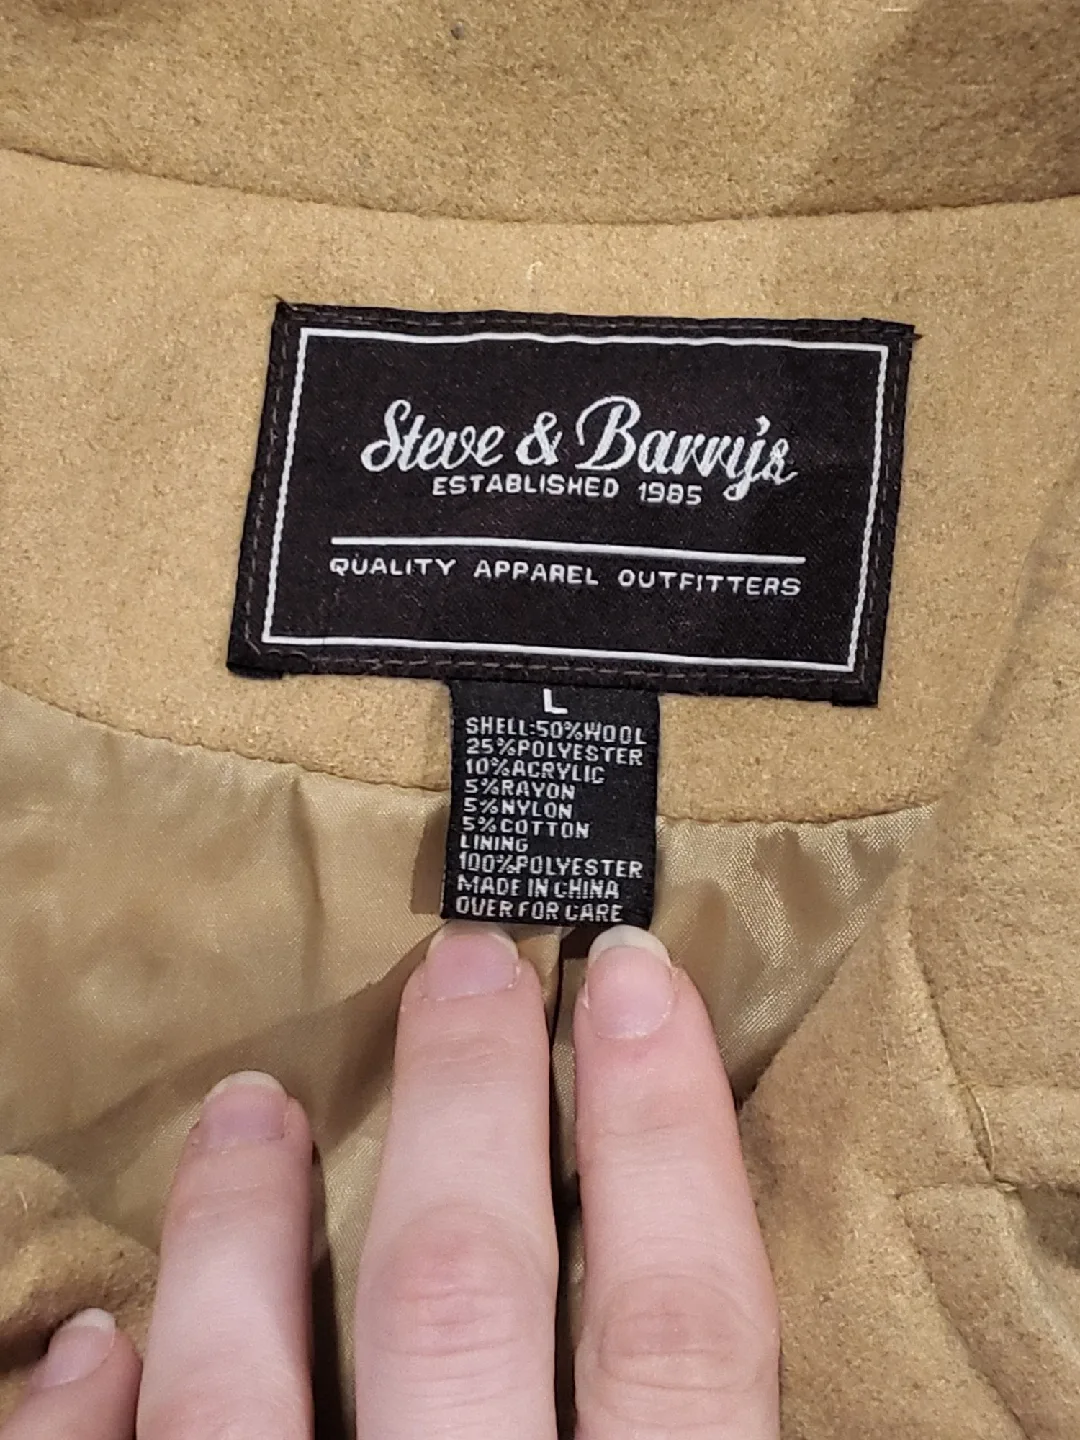 Steve & Barry's
ESTABLISHED 1985
QUALITY APPAREL OUTFITTERS
L
SHELL:50%WOOL
25%POLYESTER
10%ACRYLIC
5%RAYON
5%NYLON
5%COTTON
LINING
100%POLYESTER
MADE IN CHINA
OVER FOR CARE